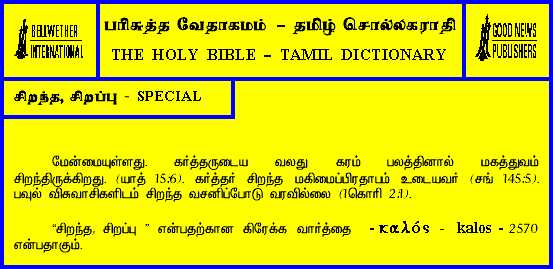 BELLWETHER
INTERNATIONAL
பரிசுத்த வேதாகமம் – தமிழ் சொல்லகராதி
THE HOLY BIBLE – TAMIL DICTIONARY
GOOD NEWS
PUBLISHERS
சிறந்த, சிறப்பு - SPECIAL
மேன்மையுள்ளது. கர்த்தருடைய வலது கரம் பலத்தினால் மகத்துவம்
சிறந்திருக்கிறது. (யாத் 15:6). கர்த்தர் சிறந்த மகிமைப்பிரதாபம் உடையவர் (சங் 145:5).
பவுல் விசுவாசிகளிடம் சிறந்த வசனிப்போடு வரவில்லை (1கொரி 2:1).
“சிறந்த, சிறப்பு ” என்பதற்கான கிரேக்க வார்த்தை - καλός - kalos - 2570
என்பதாகும்.